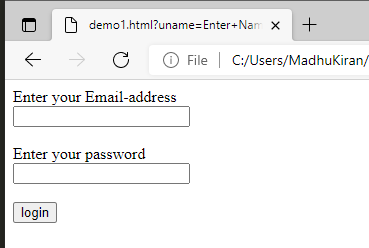 demo1.html?uname=Enter+Nam
File
C:/Users/MadhuKiran/
Enter your Email-address
Enter your password
login